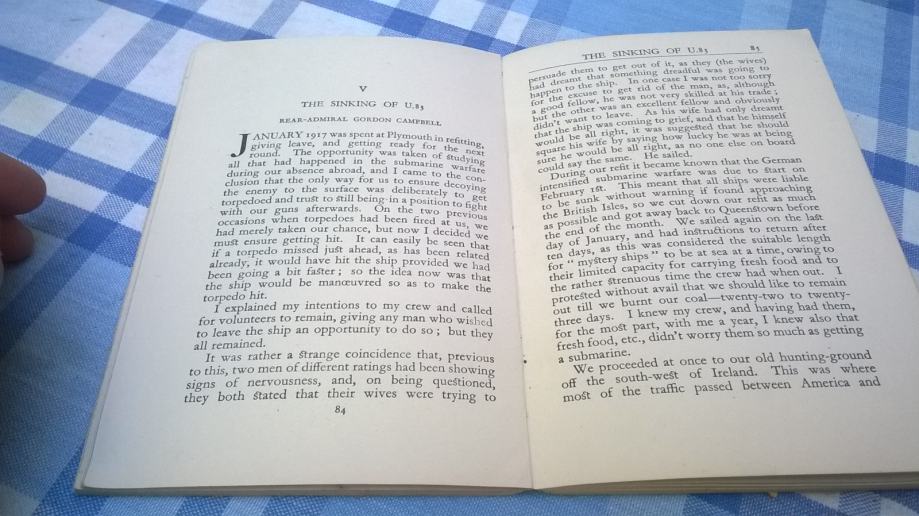 V
THE SINKING OF U.83
REAR-ADMIRAL GORDON CAMPBELL
JANUARY 1917 was spent at Plymouth in refitting,
giving leave, and getting ready for the next
round. The opportunity was taken of studying
all that had happened in the submarine warfare
during our absence abroad, and I came to the con-
clusion that the only way for us to ensure decoying
the enemy to the surface was deliberately to get
torpedoed and trust to still being in a position to fight
with our guns afterwards. On the two previous
occasions when torpedoes had been fired at us, we
had merely taken our chance, but now I decided we
must ensure getting hit. It can easily be seen that
if a torpedo missed just ahead, as has been related
already, it would have hit the ship provided we had
been going a bit faster; so the idea now was that
the ship would be manœuvred so as to make the
torpedo hit.
I explained my intentions to my crew and called
for volunteers to remain, giving any man who wished
to leave the ship an opportunity to do so; but they
all remained.
It was rather a strange coincidence that, previous
to this, two men of different ratings had been showing
signs of nervousness, and, on being questioned,
they both stated that their wives were trying to
84
THE SINKING OF U.83 85
persuade them to get out of it, as they (the wives)
had dreamt that something dreadful was going to
happen to the ship. In one case I was not too sorry
for the excuse to get rid of the man, as, although
a good fellow, he was not very skilled at his trade;
but the other was an excellent fellow and obviously
didn't want to leave. As his wife had only dreamt
that the ship was coming to grief, and that he himself
would be all right, it was suggested that he should
square his wife by saying how lucky he was at being
sure he would be all right, as no one else on board
could say the same. He sailed.
During our refit it became known that the German
intensified submarine warfare was due to start on
February 1st. This meant that all ships were liable
to be sunk without warning if found approaching
the British Isles, so we cut down our refit as much
as possible and got away back to Queenstown before
the end of the month. We sailed again on the last
day of January, and had instructions to return after
ten days, as this was considered the suitable length
for "mystery ships" to be at sea at a time, owing to
their limited capacity for carrying fresh food and to
the rather strenuous time the crew had when out. I
protested without avail that we should like to remain
out till we burnt our coal—twenty-two to twenty-
three days. I knew my crew, and having had them,
for the most part, with me a year, I knew also that
fresh food, etc., didn't worry them so much as getting
a submarine.
We proceeded at once to our old hunting-ground
off the south-west of Ireland. This was where
most of the traffic passed between America and